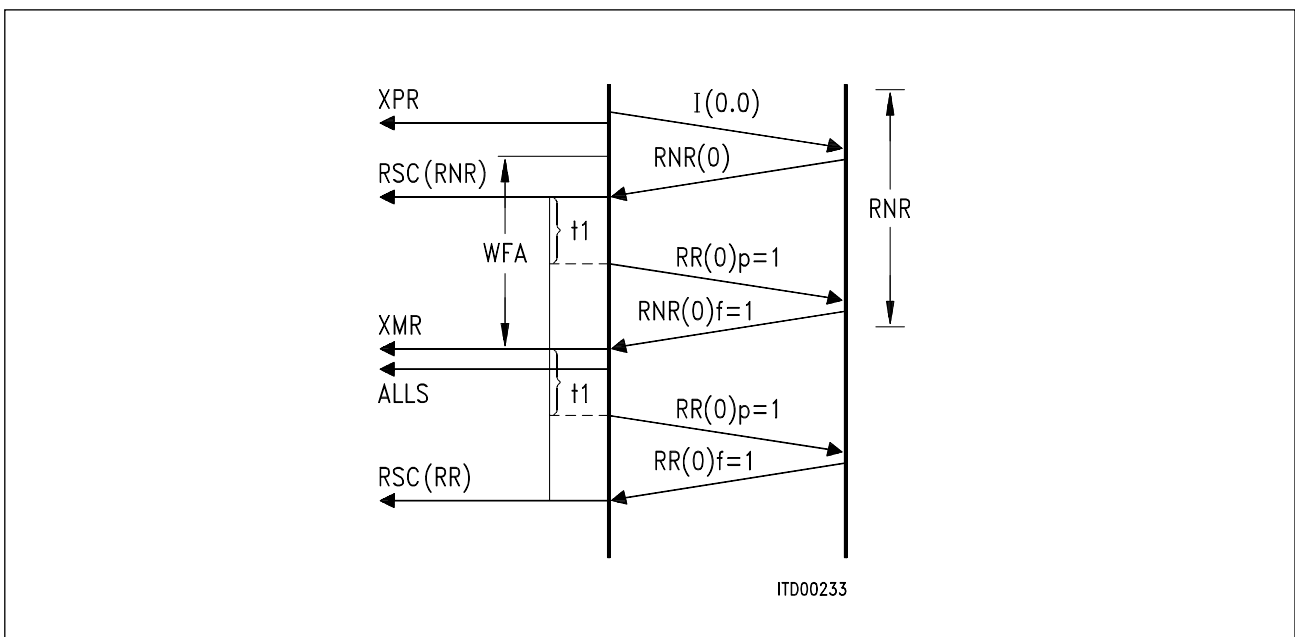 XPR
I(0.0)
RNR(0)
RSC(RNR)
RNR
t1
WFA
RR(0)p=1
RNR(0)f=1
XMR
ALLS
t1
RR(0)p=1
RR(0)f=1
RSC(RR)
ITD00233